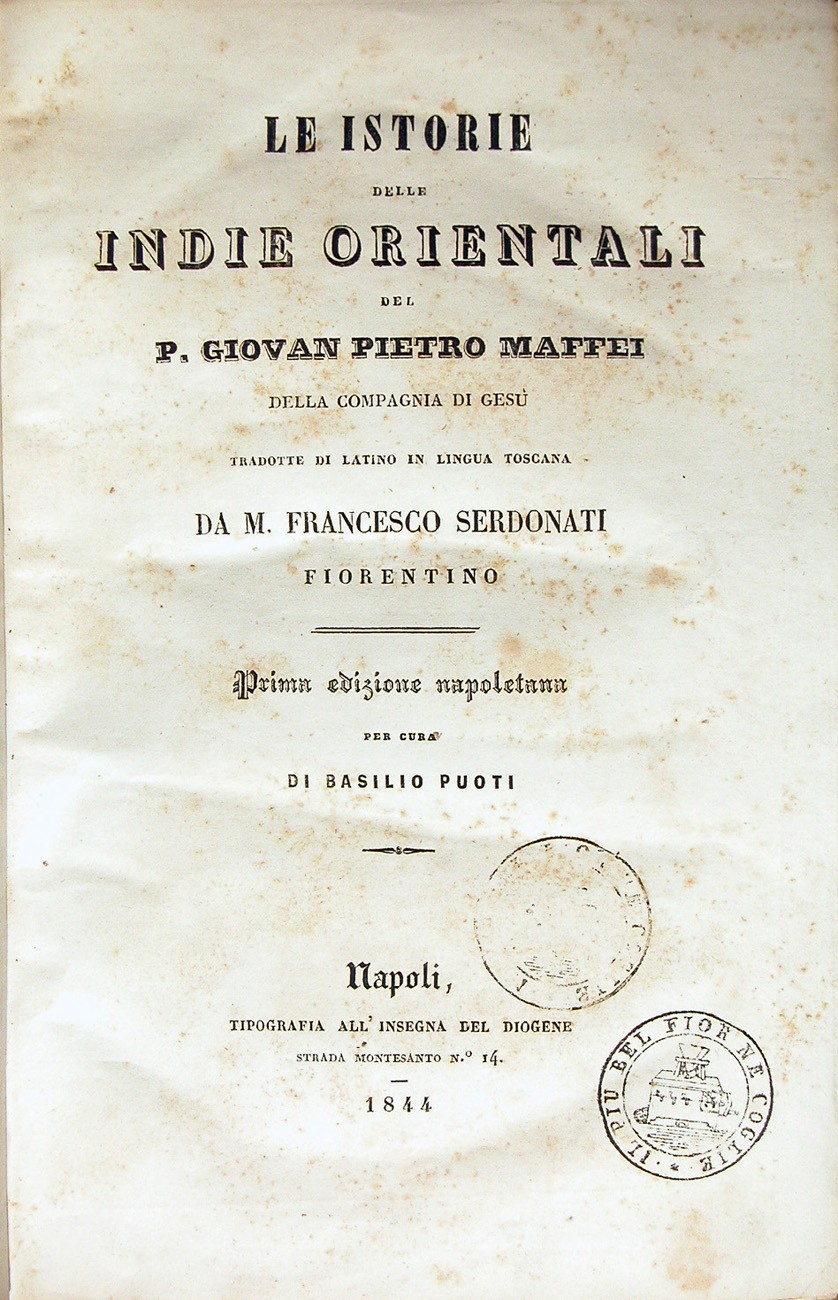 LE ISTORIE
DELLE
INDIE ORIENTALI
DEL
P. GIOVAN PIETRO MAFFEI
DELLA COMPAGNIA DI GESÙ
TRADOTTE DI LATINO IN LINGUA TOSCANA
DA M. FRANCESCO SERDONATI
FIORENTINO
Prima edizione napoletana
PER CURA
DI BASILIO PUOTI
Napoli,
TIPOGRAFIA ALL' INSEGNA DEL DIOGENE
STRADA MONTESANTO N.º 14.
1844
IL PIU BEL FIOR NE COGLIE